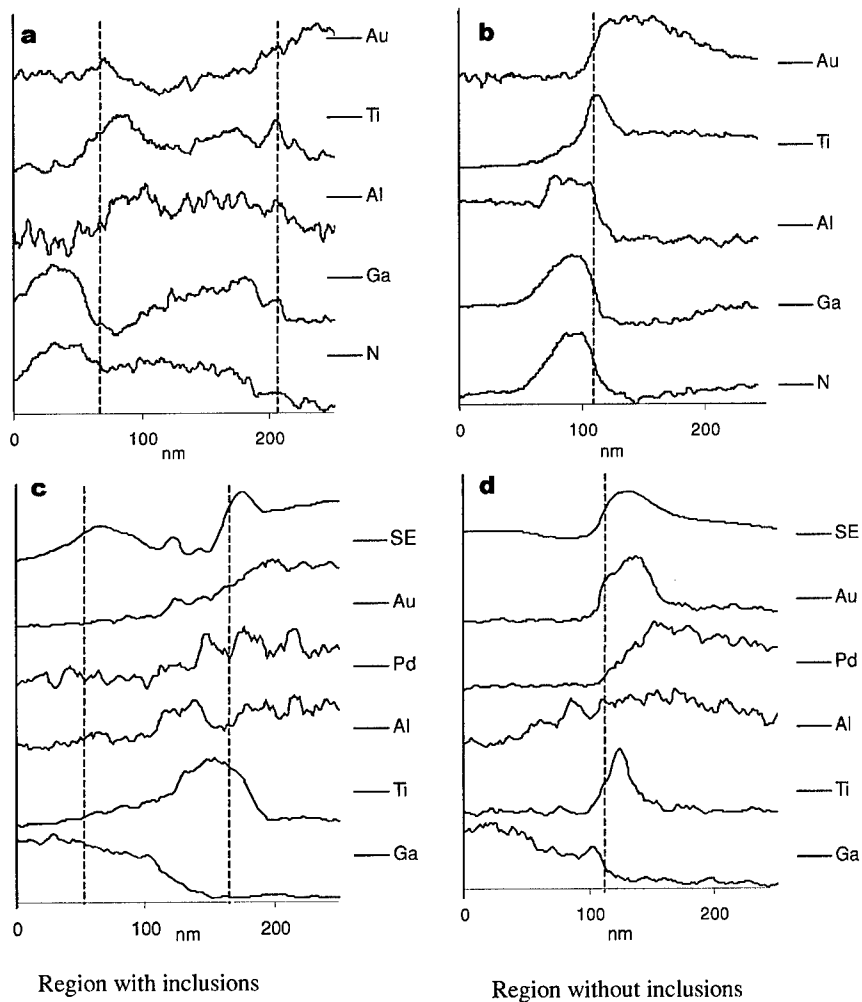 a
Au
Ti
Al
Ga
N
0 100 200
nm
b
Au
Ti
Al
Ga
N
0 100 200
nm
c
SE
Au
Pd
Al
Ti
Ga
0 100 200
nm
d
SE
Au
Pd
Al
Ti
Ga
0 100 200
nm
Region with inclusions
Region without inclusions